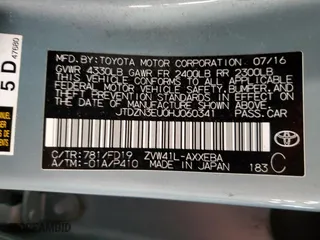 5 D
47680
MFD.BY:TOYOTA MOTOR CORPORATION 07/16
GVWR 4330LB GAWR FR 2400LB RR 2300LB
THIS VEHICLE CONFORMS TO ALL APPLICABLE
FEDERAL MOTOR VEHICLE SAFETY, BUMPER, AND
THEFT PREVENTION STANDARDS IN EFFECT ON
THE DATE OF MANUFACTURE SHOWN ABOVE.
JTDZN3EU0HJ060341 PASS.CAR
C/TR:781/FD19 ZVW41L-AXXEBA
A/TM:-01A/P410 MADE IN JAPAN 183
C